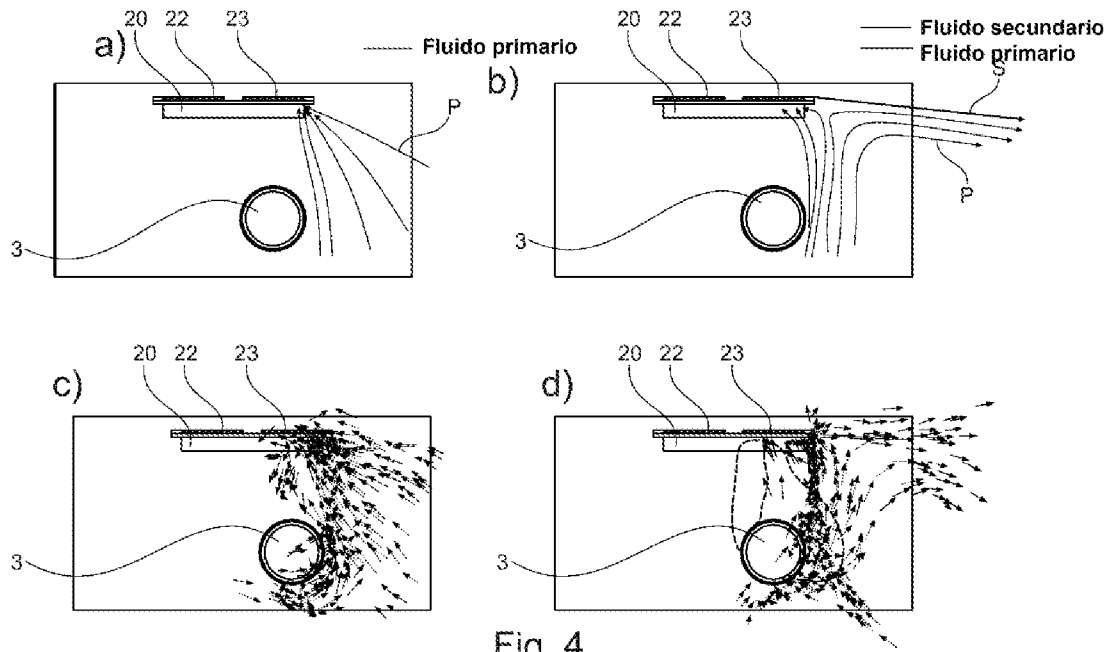 20 22 23
a) Fluido primario
P
3
20 22 23
b) Fluido secundario
Fluido primario
S
P
3
20 22 23
c)
3
20 22 23
d)
3
Fig. 4